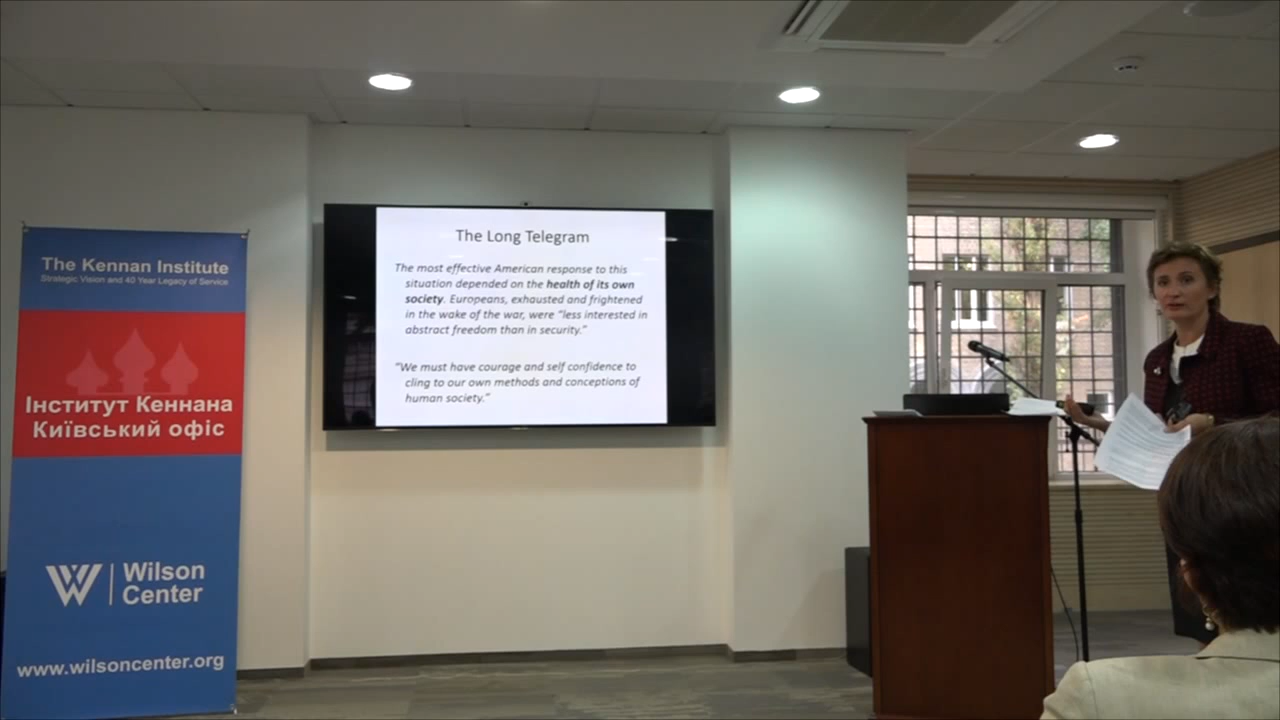 The Kennan Institute
Strategic Vision and 40 Year Legacy of Service
Інститут Кеннана
Київський офіс
Wilson
Center
www.wilsoncenter.org
The Long Telegram
The most effective American response to this
situation depended on the health of its own
society. Europeans, exhausted and frightened
in the wake of the war, were “less interested in
abstract freedom than in security.”
“We must have courage and self confidence to
cling to our own methods and conceptions of
human society.”